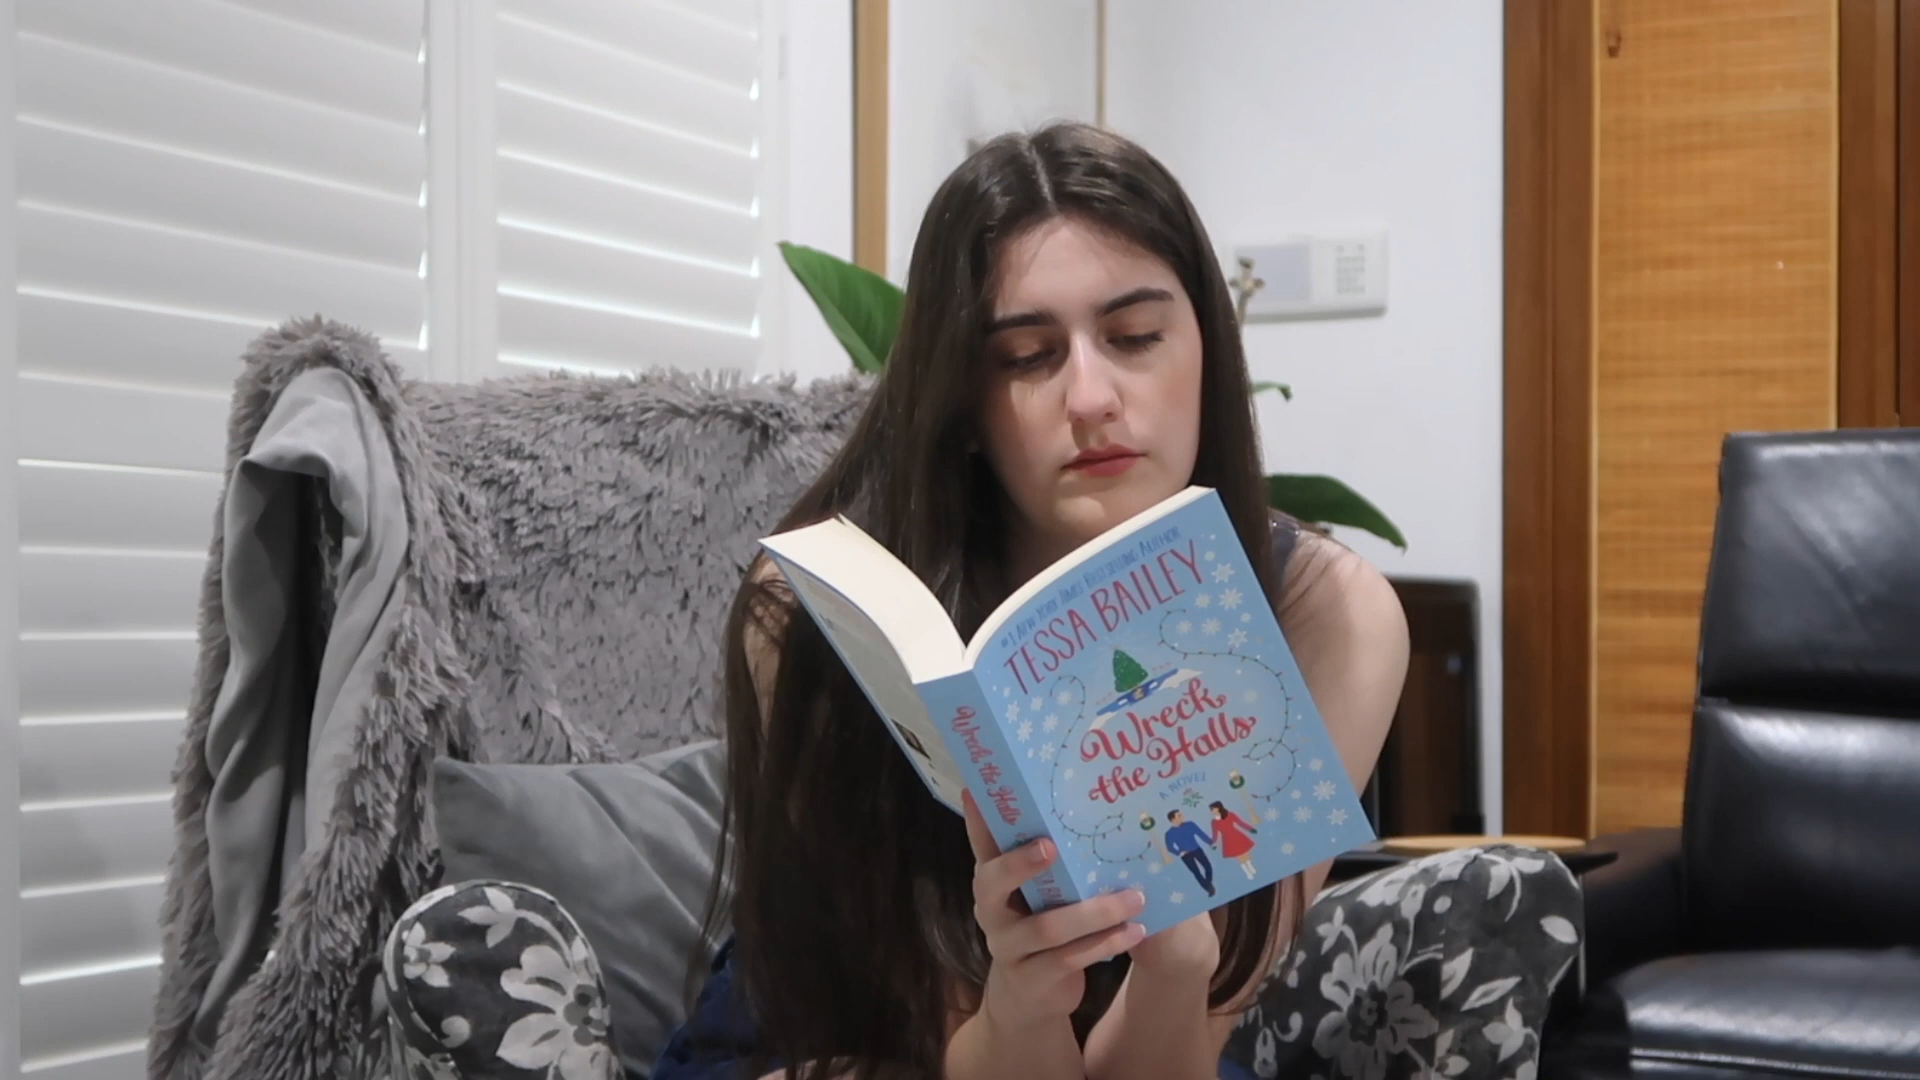 #1 New York Times Bestselling Author
TESSA BAILEY
Wreck
the Halls
A NOVEL
Wreck the Halls